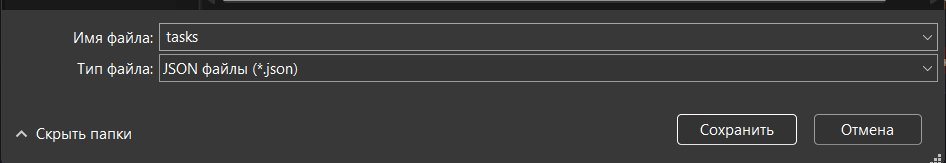 Имя файла: tasks
Тип файла: JSON файлы (*.json)
Скрыть папки
Сохранить
Отмена